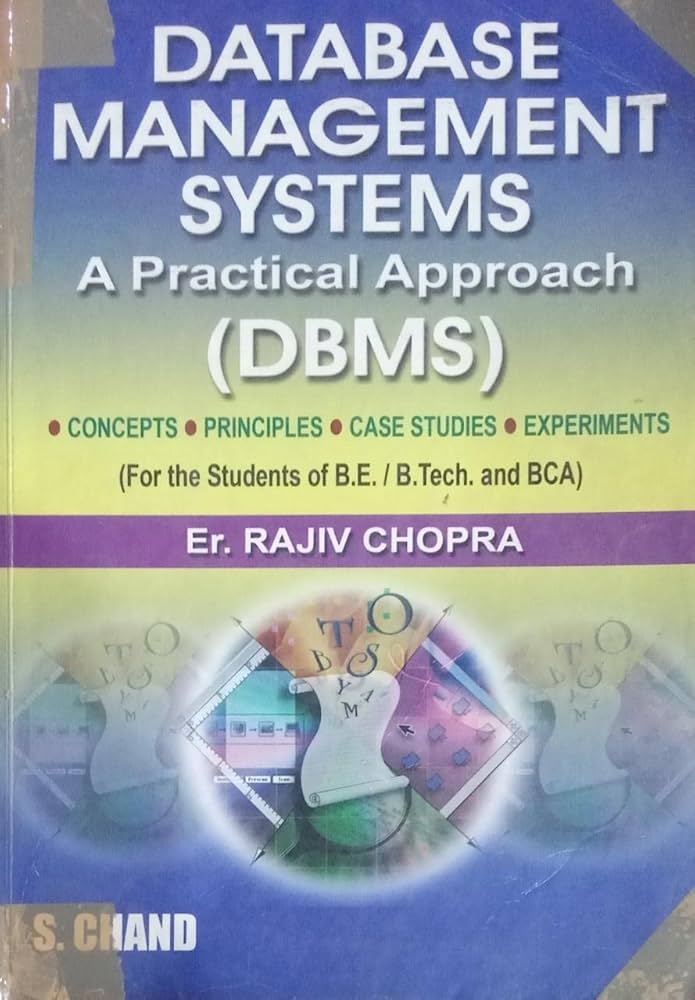 DATABASE
MANAGEMENT
SYSTEMS
A Practical Approach
(DBMS)
• CONCEPTS • PRINCIPLES • CASE STUDIES • EXPERIMENTS
(For the Students of B.E. / B.Tech. and BCA)
Er. RAJIV CHOPRA
T O
B S
Y
M A
S. CHAND